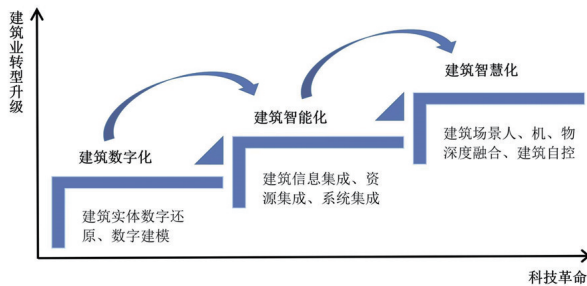 建筑业转型升级
建筑智慧化
建筑场景人、机、物
深度融合、建筑自控
建筑智能化
建筑信息集成、资
源集成、系统集成
建筑数字化
建筑实体数字还
原、数字建模
科技革命